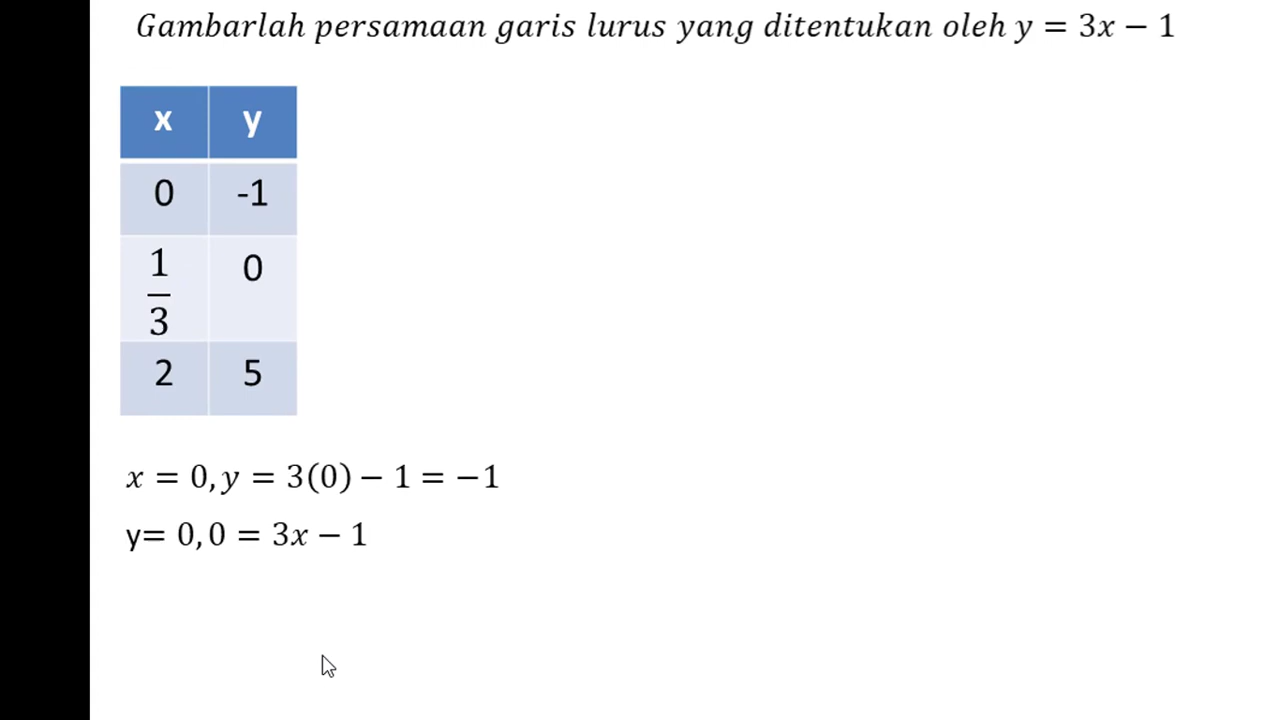 Gambarlah persamaan garis lurus yang ditentukan oleh y = 3x − 1
x y
0 -1
1/3 0
2 5
x = 0, y = 3(0) − 1 = −1
y= 0, 0 = 3x − 1